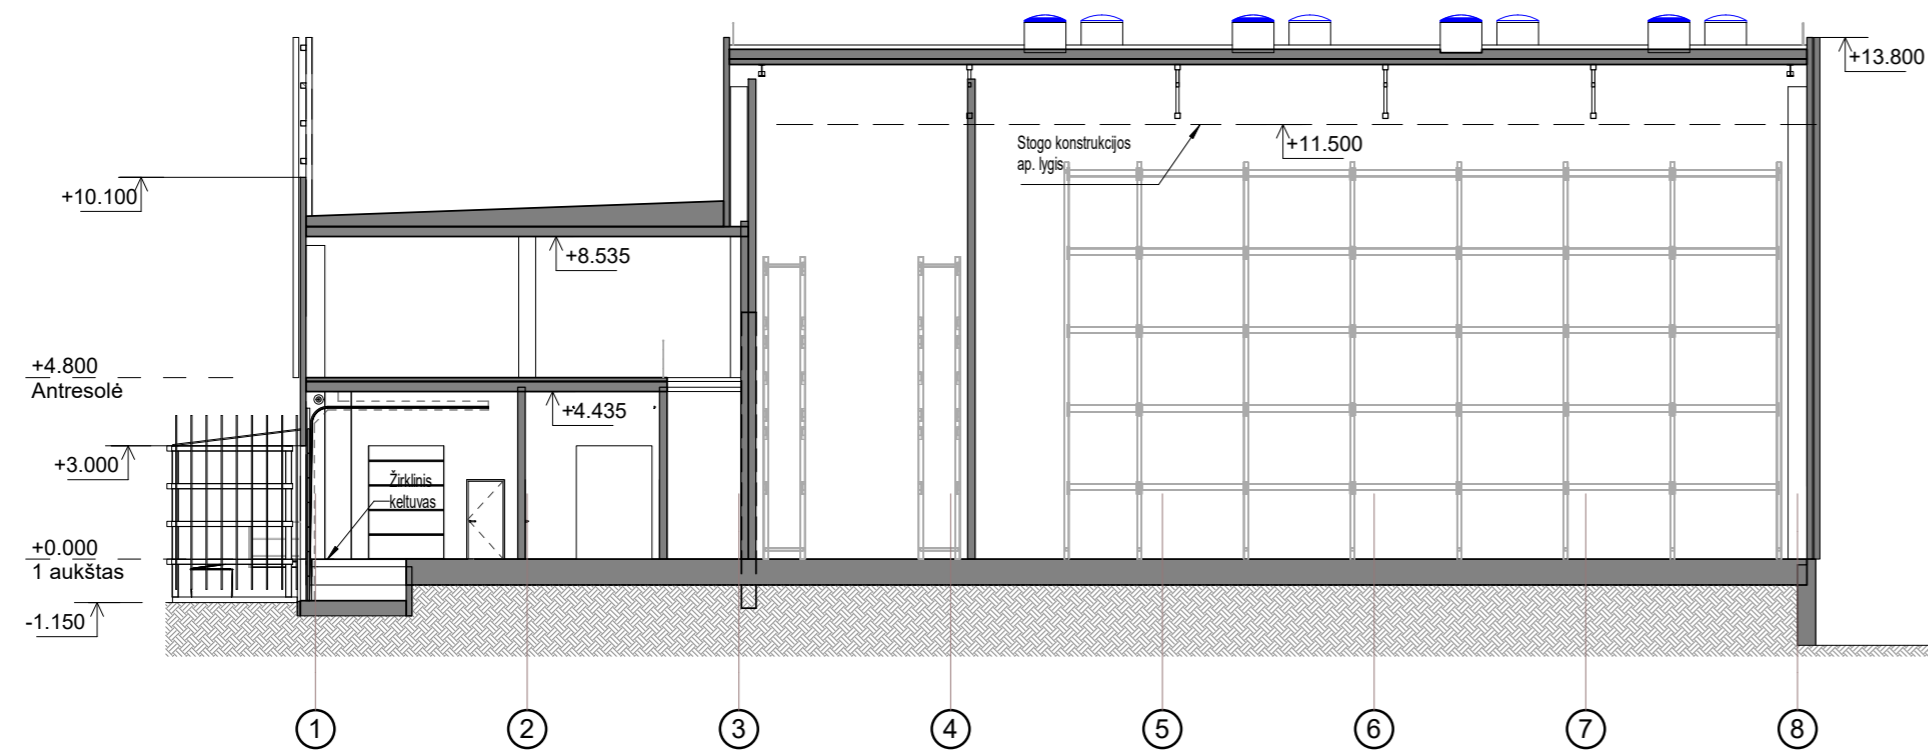 +13.800
Stogo konstrukcijos
ap. lygis
+11.500
+10.100
+8.535
+4.800
Antresolė
+4.435
+3.000
Žirklinis
keltuvas
+0.000
1 aukštas
-1.150
1 2 3 4 5 6 7 8